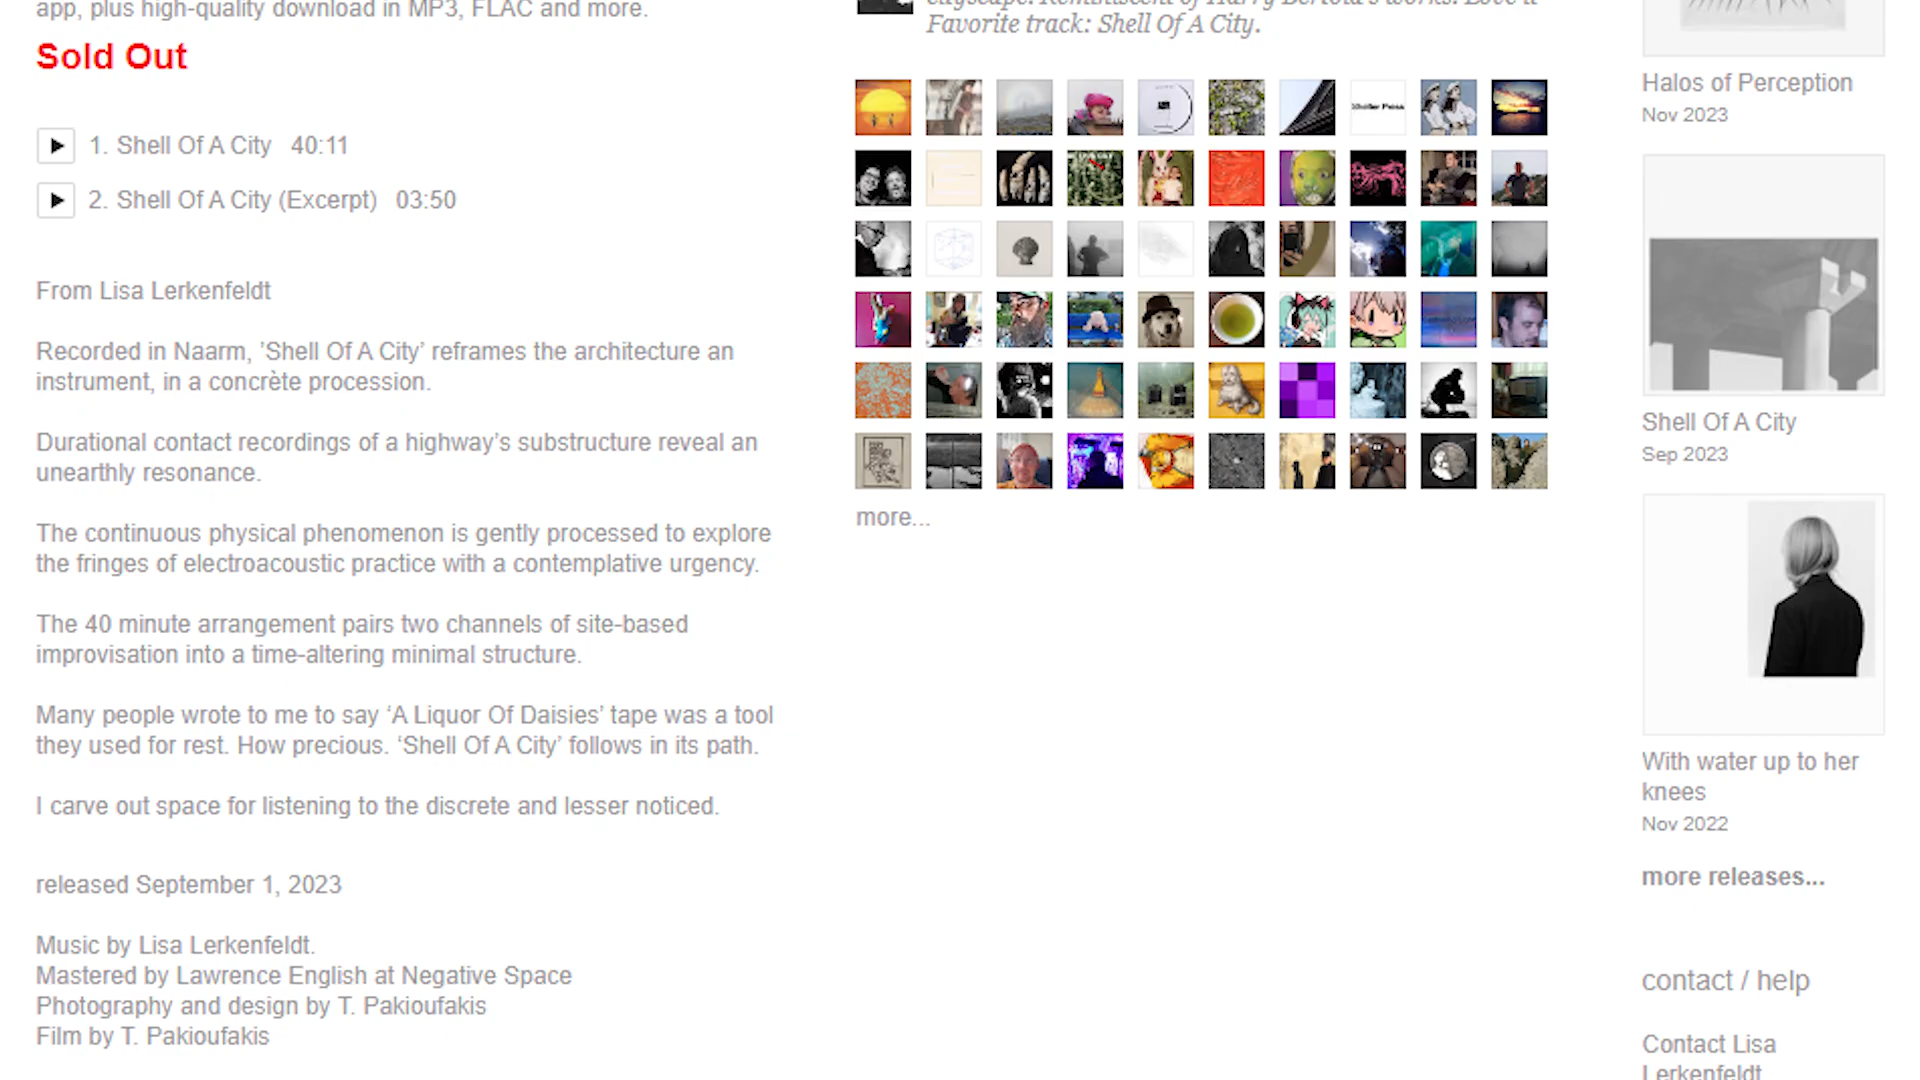 app, plus high-quality download in MP3, FLAC and more.
Sold Out
1. Shell Of A City 40:11
2. Shell Of A City (Excerpt) 03:50
From Lisa Lerkenfeldt
Recorded in Naarm, ’Shell Of A City’ reframes the architecture an
instrument, in a concrète procession.
Durational contact recordings of a highway’s substructure reveal an
unearthly resonance.
The continuous physical phenomenon is gently processed to explore
the fringes of electroacoustic practice with a contemplative urgency.
The 40 minute arrangement pairs two channels of site-based
improvisation into a time-altering minimal structure.
Many people wrote to me to say ‘A Liquor Of Daisies’ tape was a tool
they used for rest. How precious. ‘Shell Of A City’ follows in its path.
I carve out space for listening to the discrete and lesser noticed.
released September 1, 2023
Music by Lisa Lerkenfeldt.
Mastered by Lawrence English at Negative Space
Photography and design by T. Pakioufakis
Film by T. Pakioufakis
cityscape. Reminiscent of Harry Bertoia's works. Love it
Favorite track: Shell Of A City.
more...
Halos of Perception
Nov 2023
Shell Of A City
Sep 2023
With water up to her
knees
Nov 2022
more releases...
contact / help
Contact Lisa
Lerkenfeldt